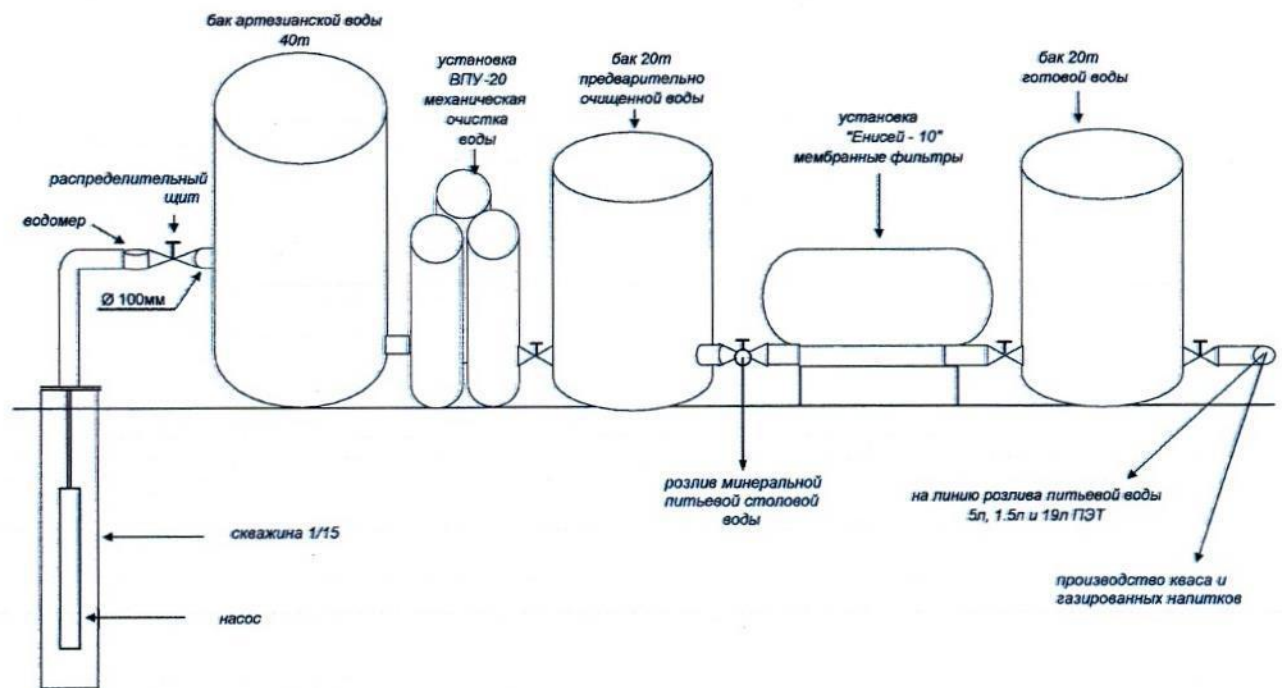 бак артезианской воды
40т
установка
ВПУ-20
механическая
очистка
воды
бак 20т
предварительно
очищенной воды
установка
"Енисей - 10"
мембранные фильтры
бак 20т
готовой воды
распределительный
щит
водомер
Ø 100мм
розлив минеральной
питьевой столовой
воды
на линию розлива питьевой воды
5л, 1.5л и 19л ПЭТ
производство кваса и
газированных напитков
скважина 1/15
насос